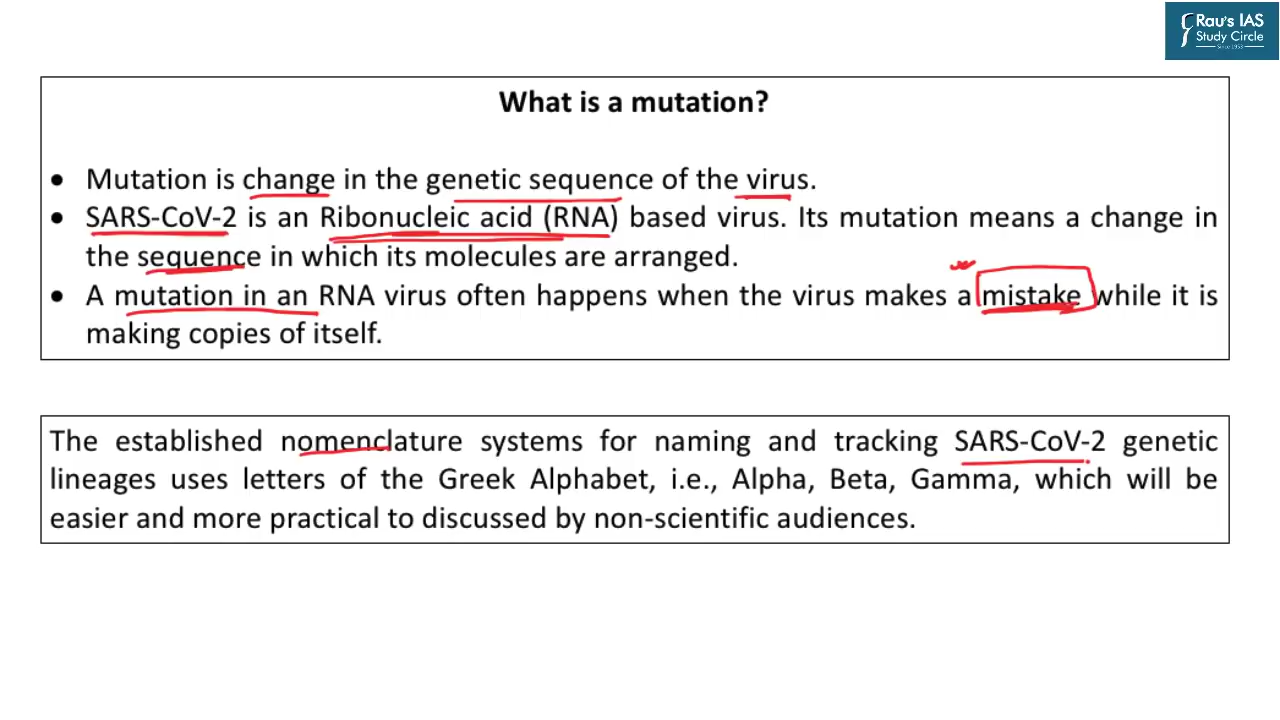 Rau's IAS
Study Circle
Since 1953
What is a mutation?
• Mutation is change in the genetic sequence of the virus.
• SARS-CoV-2 is an Ribonucleic acid (RNA) based virus. Its mutation means a change in
the sequence in which its molecules are arranged.
• A mutation in an RNA virus often happens when the virus makes a mistake while it is
making copies of itself.
The established nomenclature systems for naming and tracking SARS-CoV-2 genetic
lineages uses letters of the Greek Alphabet, i.e., Alpha, Beta, Gamma, which will be
easier and more practical to discussed by non-scientific audiences.